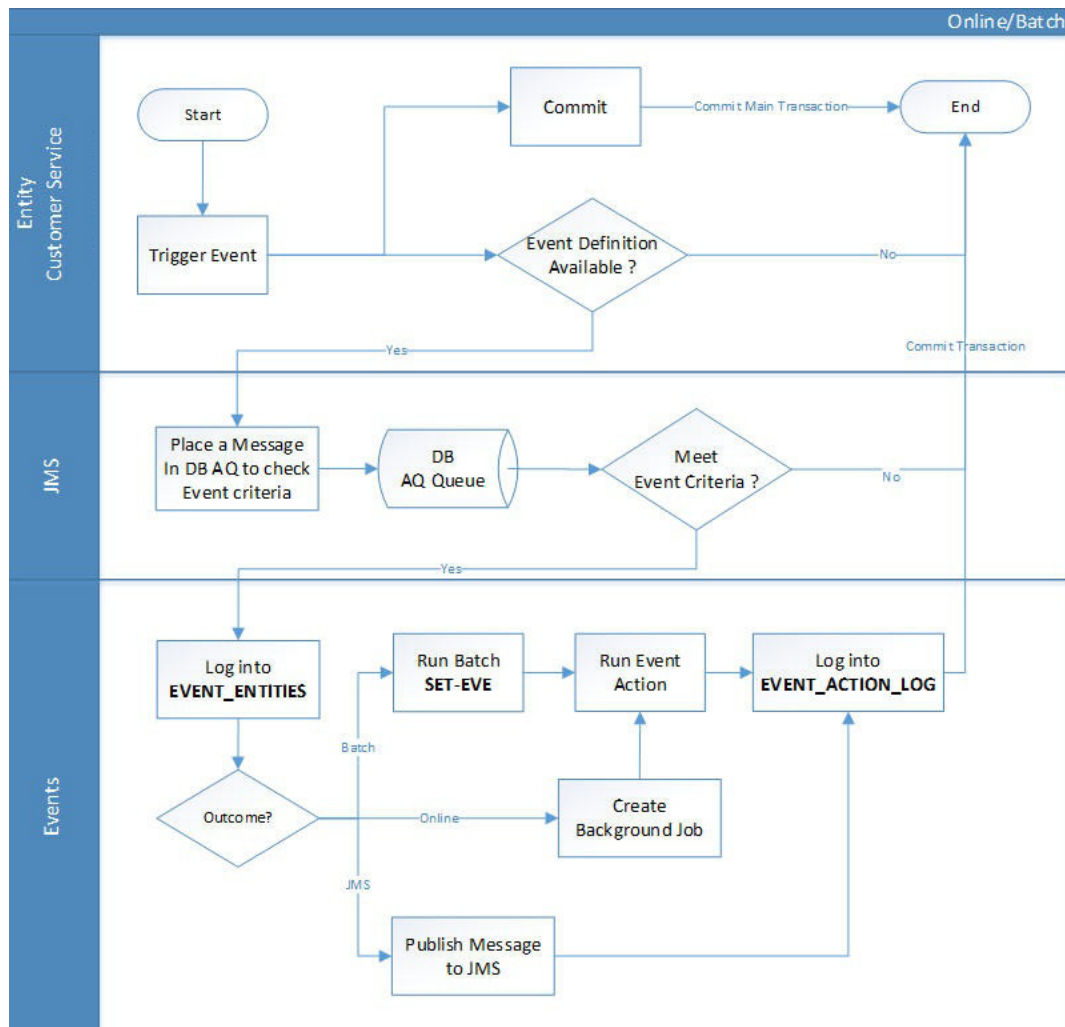 Online/Batch
Entity
Customer Service
Start
Commit
Commit Main Transaction
End
Trigger Event
Event Definition
Available ?
No
Yes
Commit Transaction
JMS
Place a Message
In DB AQ to check
Event criteria
DB
AQ Queue
Meet
Event Criteria ?
No
Yes
Events
Log into
EVENT_ENTITIES
Run Batch
SET-EVE
Run Event
Action
Log into
EVENT_ACTION_LOG
Batch
Outcome?
Online
Create
Background Job
JMS
Publish Message
to JMS